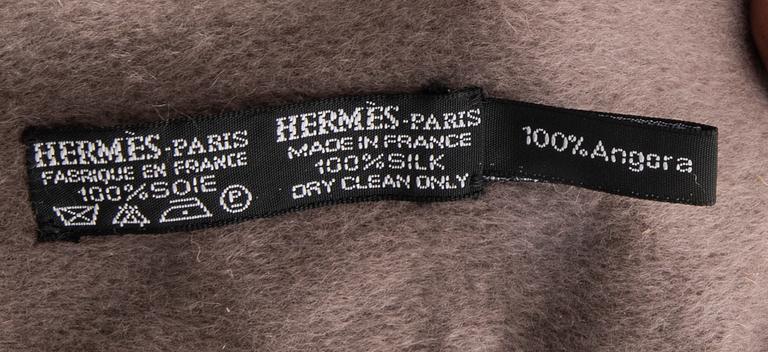 HERMÈS-PARIS
FABRIQUÉ EN FRANCE
100%SOIE
P
HERMÈS-PARIS
MADE IN FRANCE
100%SILK
DRY CLEAN ONLY
100%Angora